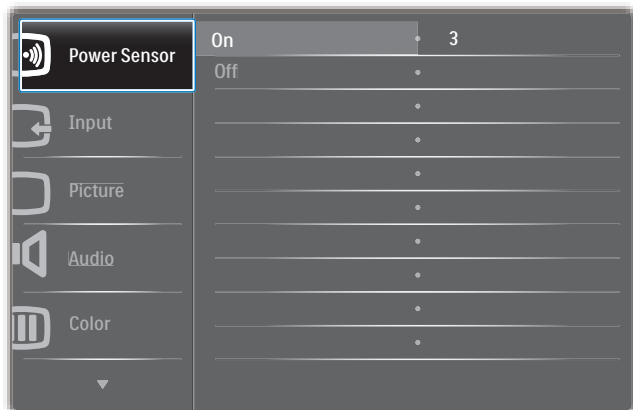 Power Sensor
On 3
Off
Input
Picture
Audio
Color